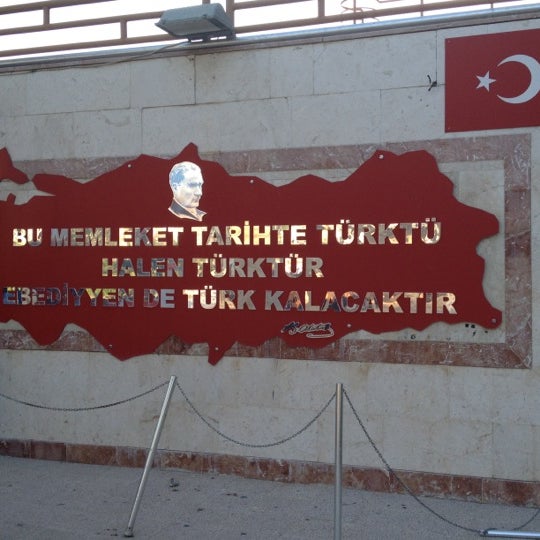 BU MEMLEKET TARİHTE TÜRKTÜ
HALEN TÜRKTÜR
EBEDİYYEN DE TÜRK KALACAKTIR